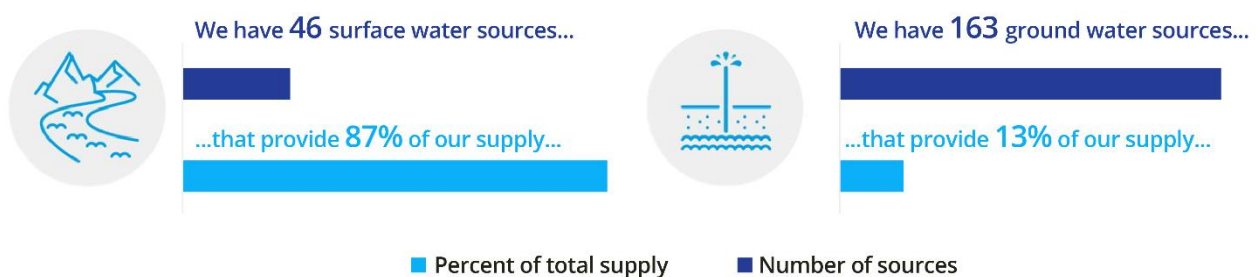 We have 46 surface water sources...
...that provide 87% of our supply...
We have 163 ground water sources...
...that provide 13% of our supply...
Percent of total supply
Number of sources